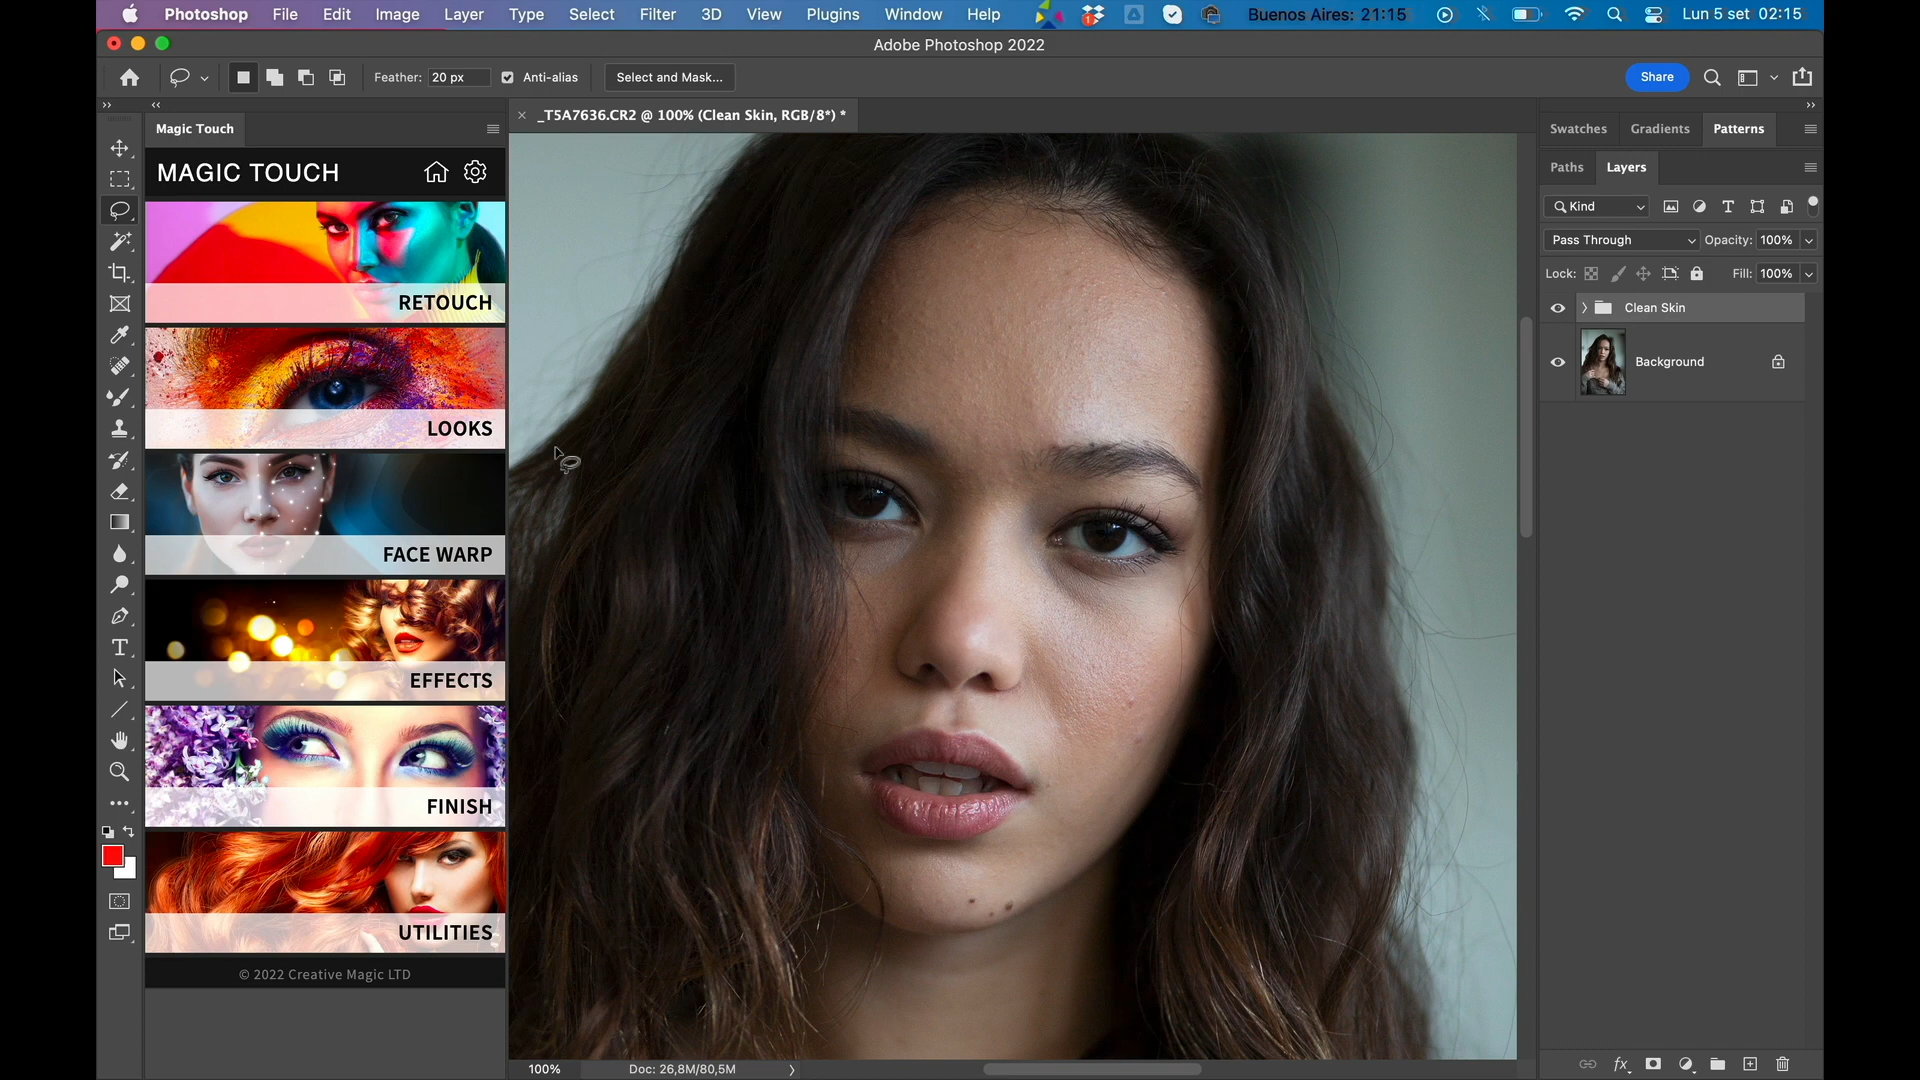 Photoshop File Edit Image Layer Type Select Filter 3D View Plugins Window Help Buenos Aires: 21:15 Lun 5 set 02:15
Adobe Photoshop 2022
Feather: 20 px Anti-alias Select and Mask... Share
Magic Touch
_T5A7636.CR2 @ 100% (Clean Skin, RGB/8*) *
Swatches Gradients Patterns
MAGIC TOUCH
Paths Layers
Kind
Pass Through Opacity: 100%
Lock: Fill: 100%
Clean Skin
Background
RETOUCH
LOOKS
FACE WARP
EFFECTS
FINISH
UTILITIES
© 2022 Creative Magic LTD
100% Doc: 26,8M/80,5M